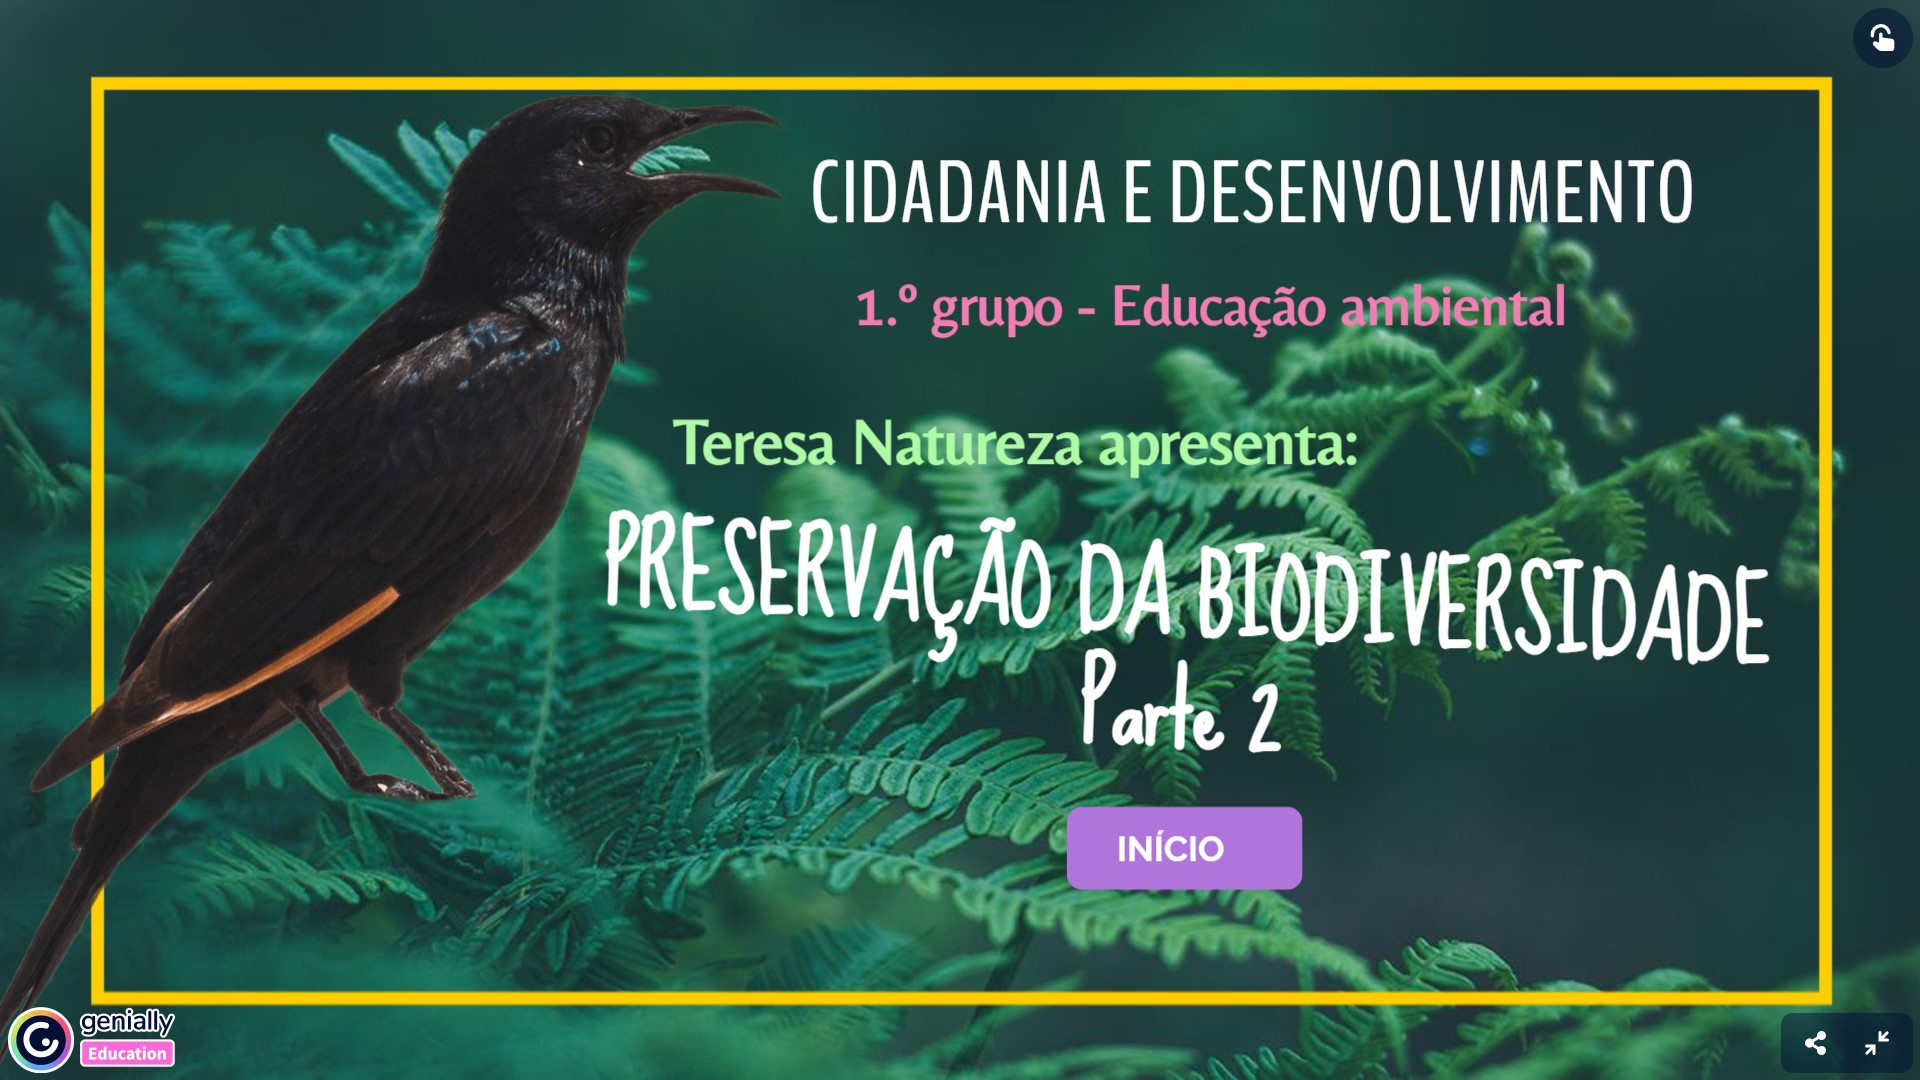 CIDADANIA E DESENVOLVIMENTO
1.º grupo - Educação ambiental
Teresa Natureza apresenta:
PRESERVAÇÃO DA BIODIVERSIDADE
Parte 2
INÍCIO
genially
Education